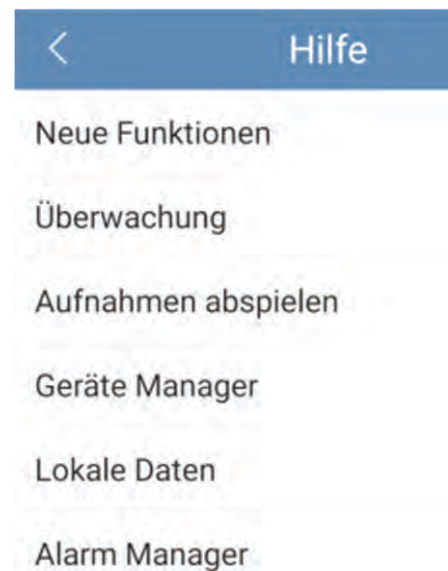 Hilfe
Neue Funktionen
Überwachung
Aufnahmen abspielen
Geräte Manager
Lokale Daten
Alarm Manager